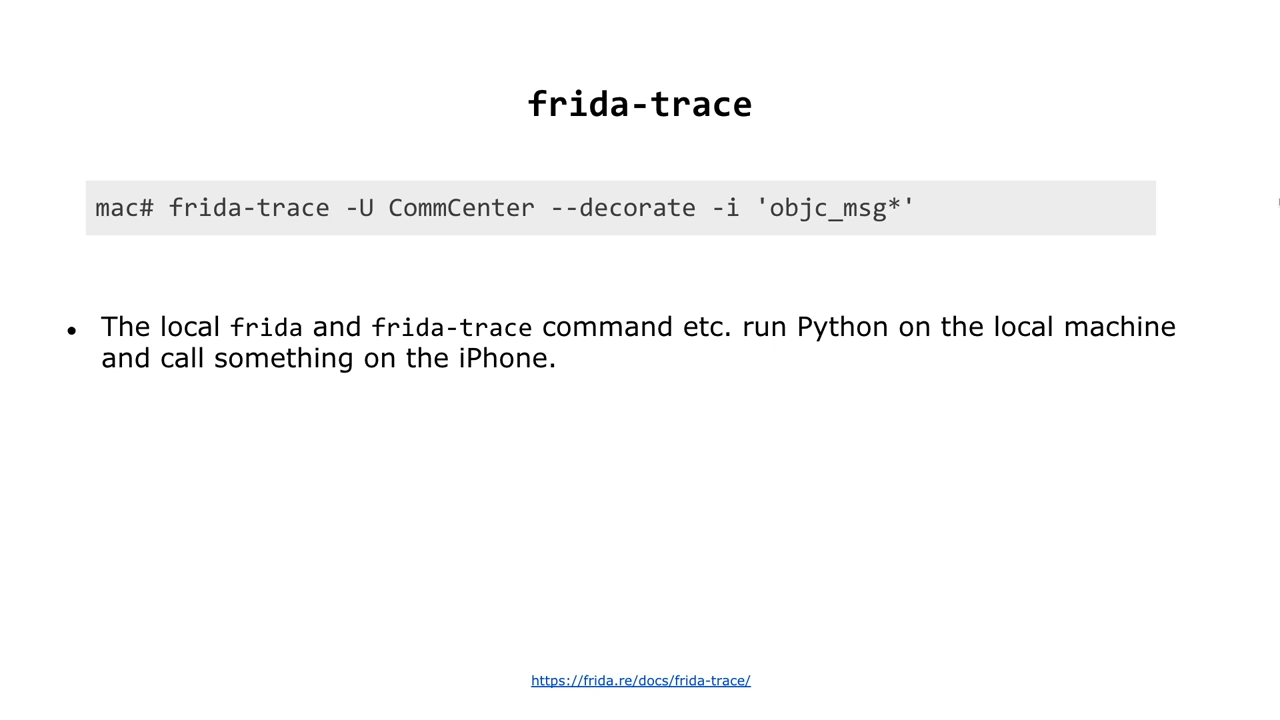 frida-trace
mac# frida-trace -U CommCenter --decorate -i 'objc_msg*'
● The local frida and frida-trace command etc. run Python on the local machine
and call something on the iPhone.
https://frida.re/docs/frida-trace/